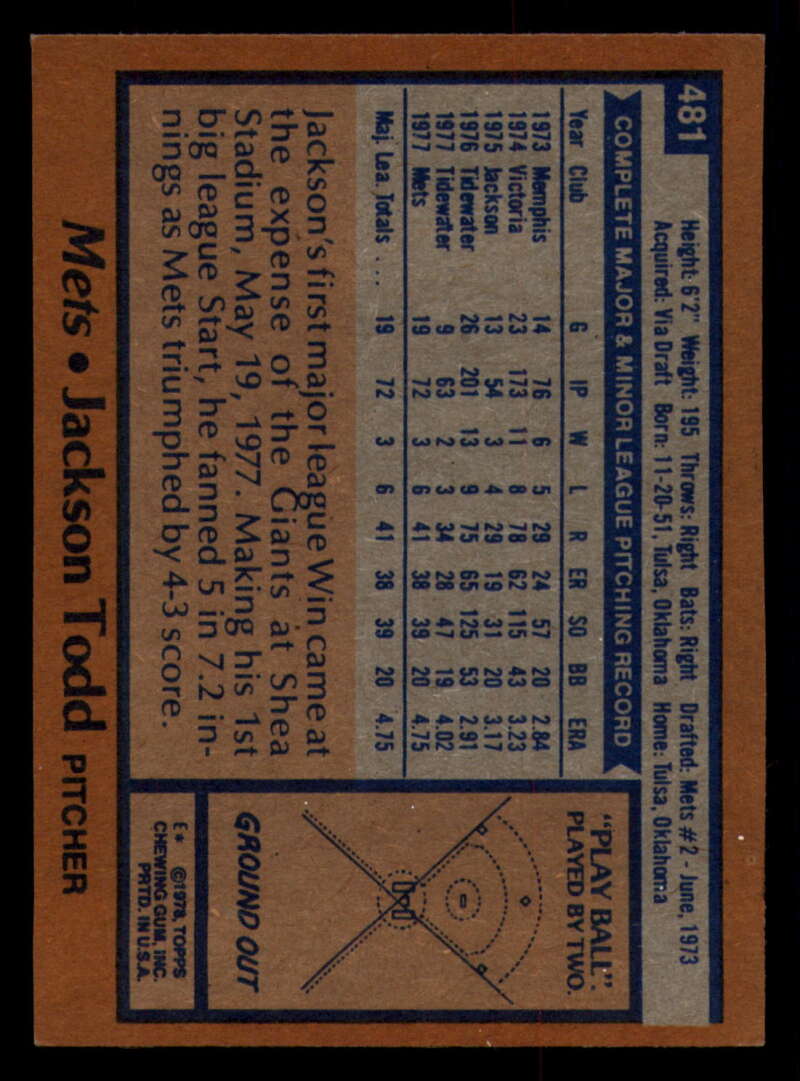 481
Height: 6'2" Weight: 195 Throws: Right Bats: Right Drafted: Mets #2 - June, 1973
Acquired: Via Draft Born: 11-20-51, Tulsa, Oklahoma Home: Tulsa, Oklahoma
COMPLETE MAJOR & MINOR LEAGUE PITCHING RECORD
Year Club G IP W L R ER SO BB ERA
1973 Memphis 14 76 6 5 29 24 57 20 2.84
1974 Victoria 23 173 11 8 78 62 115 43 3.23
1975 Jackson 13 54 3 4 29 19 31 20 3.17
1976 Tidewater 26 201 13 9 75 65 125 53 2.91
1977 Tidewater 9 63 2 3 34 28 47 19 4.02
1977 Mets 19 72 3 6 41 38 39 20 4.75
Maj. Lea. Totals ... 19 72 3 6 41 38 39 20 4.75
Jackson's first major league Win came at
the expense of the Giants at Shea
Stadium, May 19, 1977. Making his 1st
big league Start, he fanned 5 in 7.2 in-
nings as Mets triumphed by 4-3 score.
"PLAY BALL".
PLAYED BY TWO.
GROUND OUT
E* ©1978, TOPPS
CHEWING GUM, INC.
PRTD. IN U.S.A.
Mets • Jackson Todd PITCHER